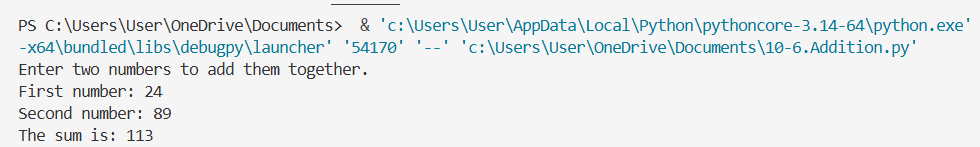 PS C:\Users\User\OneDrive\Documents>  & 'c:\Users\User\AppData\Local\Python\pythoncore-3.14-64\python.exe'
-x64\bundled\libs\debugpy\launcher' '54170' '--' 'c:\Users\User\OneDrive\Documents\10-6.Addition.py'
Enter two numbers to add them together.
First number: 24
Second number: 89
The sum is: 113